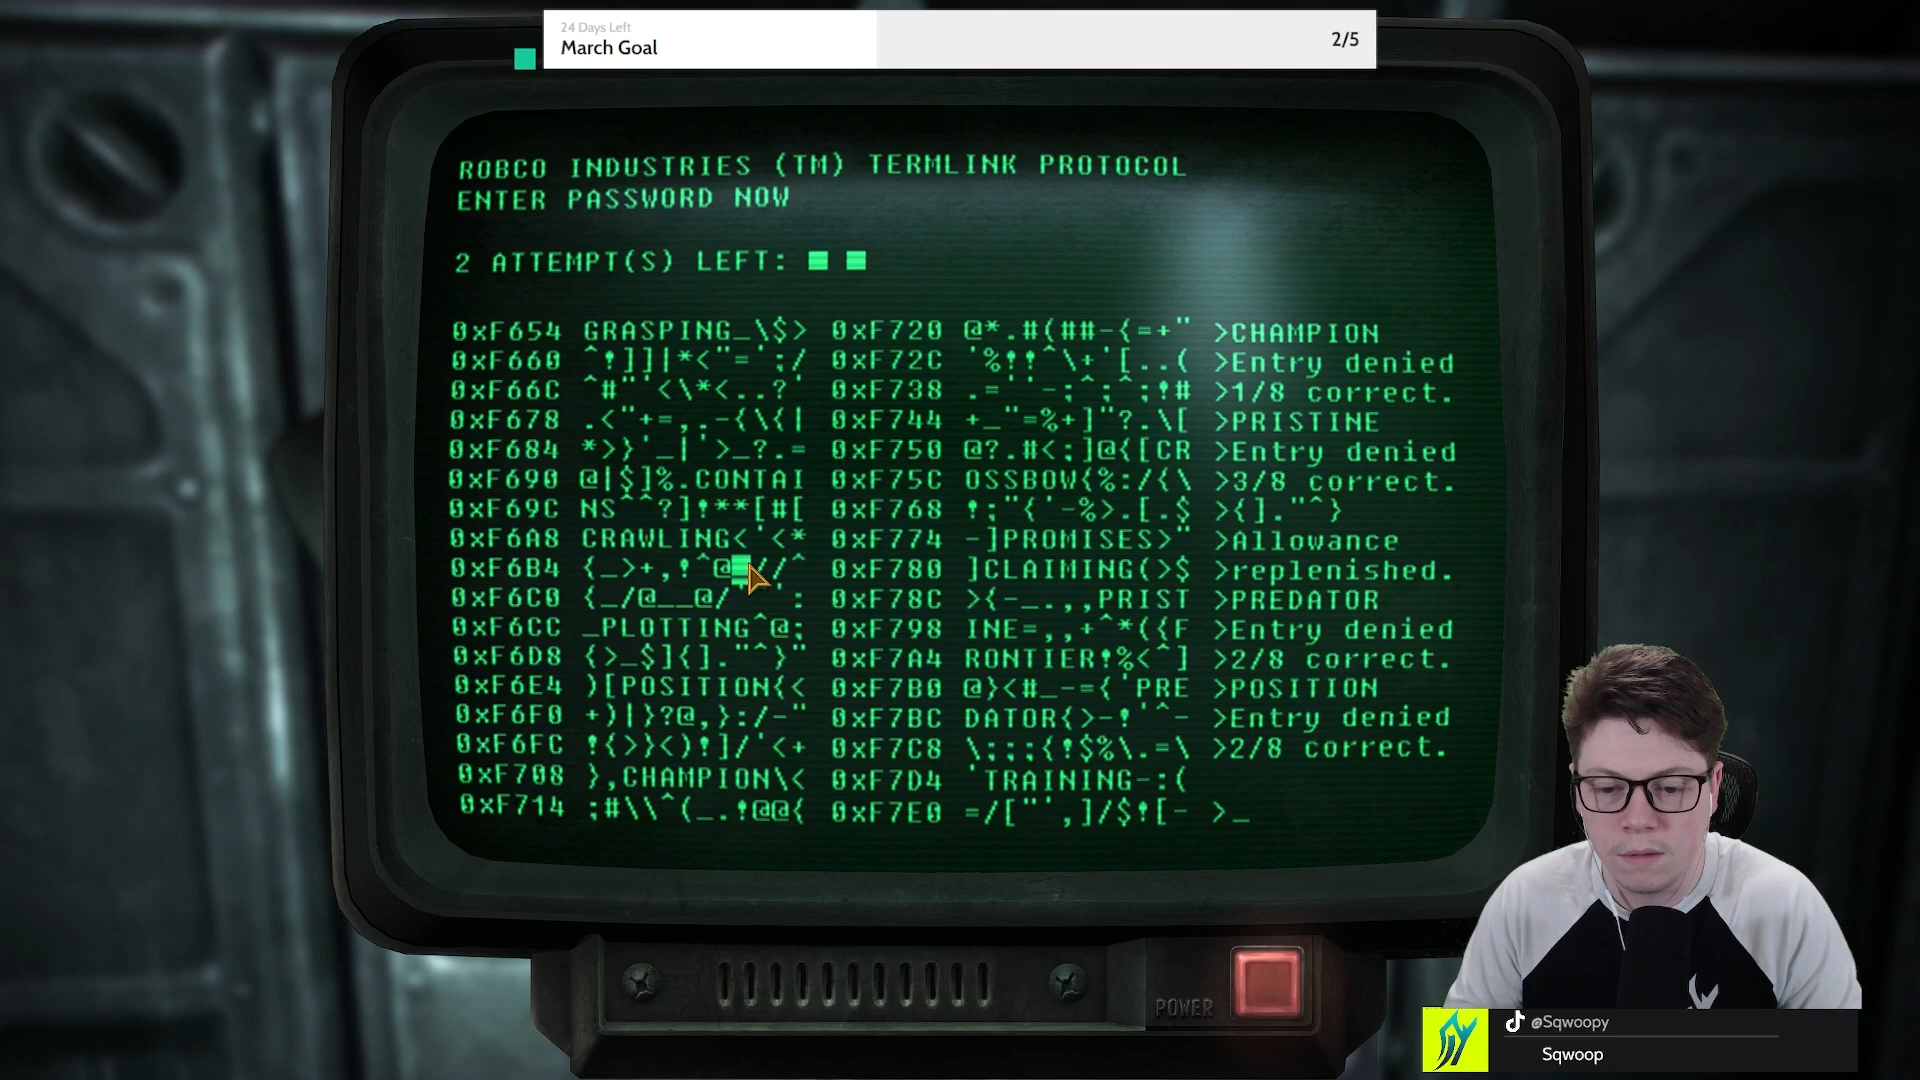 24 Days Left
March Goal
2/5
ROBCO INDUSTRIES (TM) TERMLINK PROTOCOL
ENTER PASSWORD NOW
2 ATTEMPT(S) LEFT:
0xF654 GRASPING_\$> 0xF720 @*.#(##-{=+" >CHAMPION
0xF660 ^!]]|*<"=';/ 0xF72C '%!!^\+'[..( >Entry denied
0xF66C ^#"'<\*<..?' 0xF738 .=''-;^;^;!# >1/8 correct.
0xF678 .<"+=,.-{\{| 0xF744 +_"=%+]"?.\[ >PRISTINE
0xF684 *>}'_|'>_?.= 0xF750 @?.#<;]@{[CR >Entry denied
0xF690 @|$]%.CONTAI 0xF75C OSSBOW{%:/{\ >3/8 correct.
0xF69C NS^^?]!**[#[ 0xF768 !;"{'-%>.[.$ >{]."^}
0xF6A8 CRAWLING<'<* 0xF774 -]PROMISES>" >Allowance
0xF6B4 {_>+,!^@ //^ 0xF780 ]CLAIMING(>$ >replenished.
0xF6C0 {_/@__@/"^': 0xF78C >{-_.,,PRIST >PREDATOR
0xF6CC _PLOTTING^@; 0xF798 INE=,,+^*({F >Entry denied
0xF6D8 {>_$]{]."^}" 0xF7A4 RONTIER!%<^] >2/8 correct.
0xF6E4 )[POSITION{< 0xF7B0 @}<#_-={'PRE >POSITION
0xF6F0 +)|}?@,}:/-" 0xF7BC DATOR{>-!'^- >Entry denied
0xF6FC !{>}<)!]/'<+ 0xF7C8 \;;;{!$%\.=\ >2/8 correct.
0xF708 },CHAMPION\< 0xF7D4 'TRAINING-:(
0xF714 ;#\\^(_.!@@{ 0xF7E0 =/["',]/$![- >_
POWER
@Sqwoopy
Sqwoop